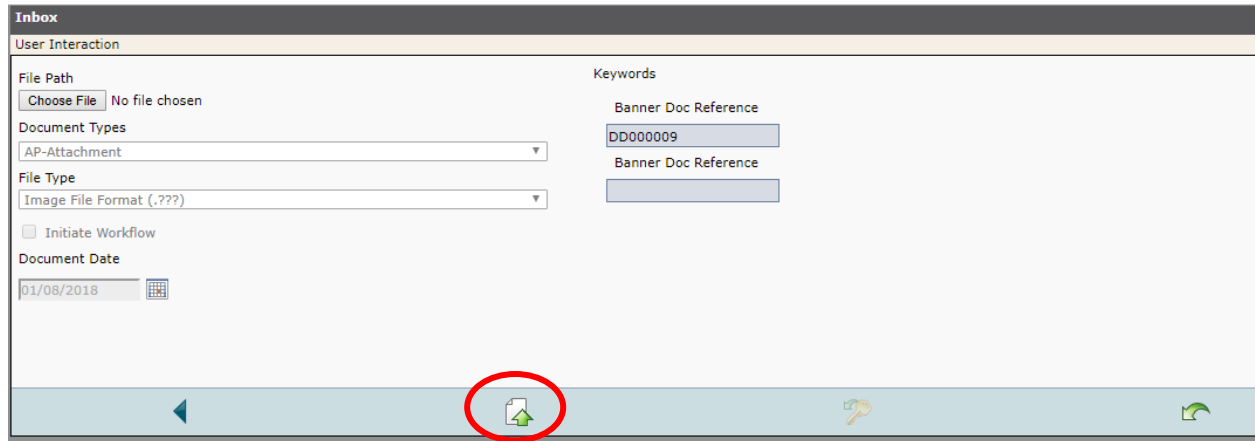 Inbox
User Interaction
File Path
Choose File No file chosen
Document Types
AP-Attachment
File Type
Image File Format (.???)
Initiate Workflow
Document Date
01/08/2018
Keywords
Banner Doc Reference
DD000009
Banner Doc Reference